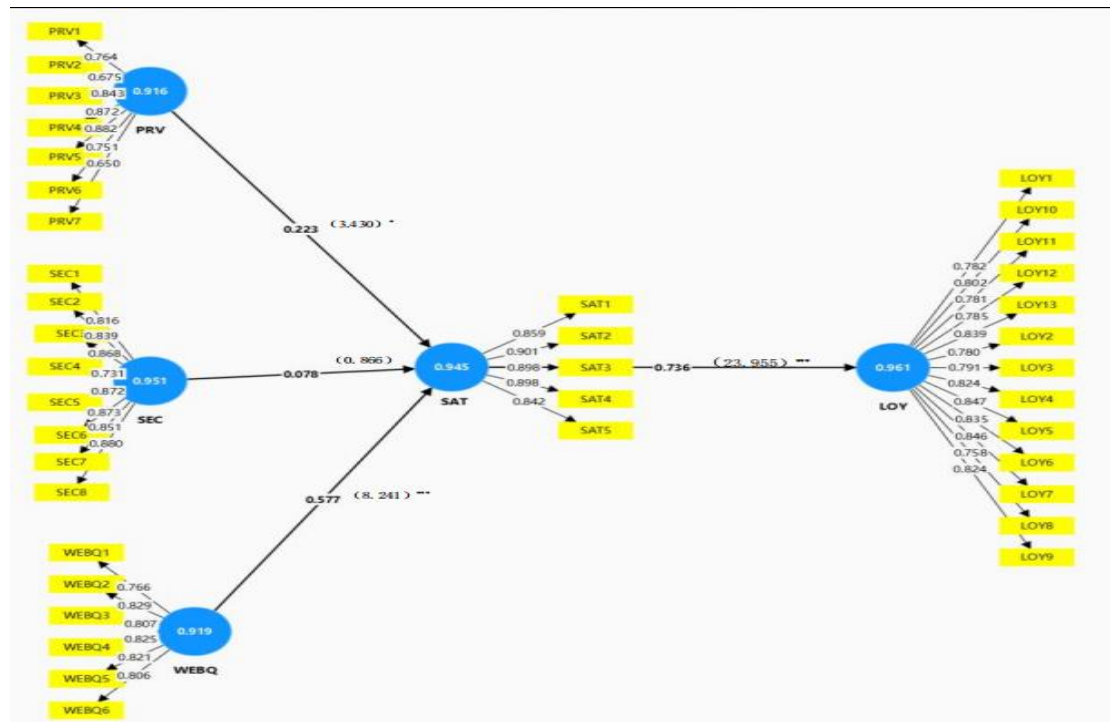 PRV1
PRV2
PRV3
PRV4
PRV5
PRV6
PRV7
0.764
0.675
0.843
0.872
0.882
0.751
0.650
0.916
PRV
0.223 (3.430) *
SEC1
SEC2
SEC3
SEC4
SEC5
SEC6
SEC7
SEC8
0.816
0.839
0.868
0.731
0.872
0.873
0.851
0.880
0.951
SEC
0.078 (0.866)
WEBQ1
WEBQ2
WEBQ3
WEBQ4
WEBQ5
WEBQ6
0.766
0.829
0.807
0.825
0.821
0.806
0.919
WEBQ
0.577 (8.241) ***
0.945
SAT
0.859
0.901
0.898
0.898
0.842
SAT1
SAT2
SAT3
SAT4
SAT5
0.736 (23.955) ***
0.961
LOY
0.782
0.802
0.781
0.785
0.839
0.780
0.791
0.824
0.847
0.835
0.846
0.758
0.824
LOY1
LOY10
LOY11
LOY12
LOY13
LOY2
LOY3
LOY4
LOY5
LOY6
LOY7
LOY8
LOY9